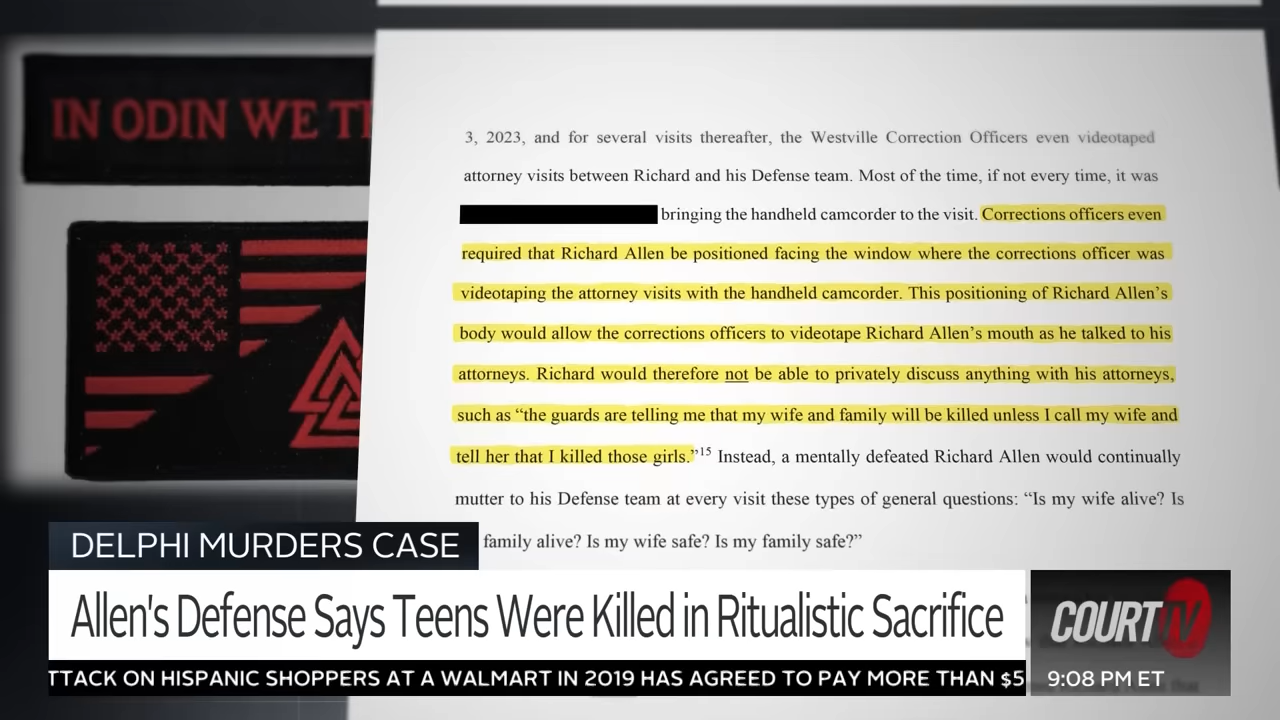 IN ODIN WE
3, 2023, and for several visits thereafter, the Westville Correction Officers even videotaped
attorney visits between Richard and his Defense team. Most of the time, if not every time, it was
bringing the handheld camcorder to the visit. Corrections officers even
required that Richard Allen be positioned facing the window where the corrections officer was
videotaping the attorney visits with the handheld camcorder. This positioning of Richard Allen's
body would allow the corrections officers to videotape Richard Allen's mouth as he talked to his
attorneys. Richard would therefore not be able to privately discuss anything with his attorneys,
such as “the guards are telling me that my wife and family will be killed unless I call my wife and
tell her that I killed those girls.”15 Instead, a mentally defeated Richard Allen would continually
mutter to his Defense team at every visit these types of general questions: “Is my wife alive? Is
family alive? Is my wife safe? Is my family safe?”
DELPHI MURDERS CASE
Allen's Defense Says Teens Were Killed in Ritualistic Sacrifice
TTACK ON HISPANIC SHOPPERS AT A WALMART IN 2019 HAS AGREED TO PAY MORE THAN $5
COURT TV
9:08 PM ET